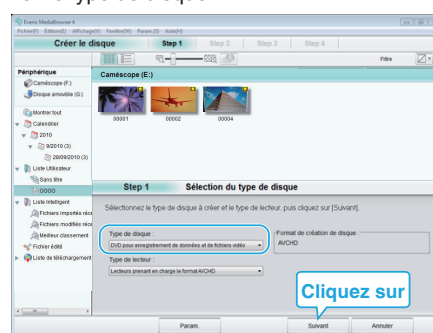 Everio MediaBrowser 4
Fichier(F) Édition(E) Affichage(V) Fenêtre(W) Param.(S) Aide(H)
Créer le disque Step 1 Step 2 Step 3 Step 4
Filtre
Périphérique
Caméscope (F:)
Disque amovible (G:)
Montrer tout
Calendrier
2010
9/2010 (3)
28/09/2010 (3)
Liste Utilisateur
Sans titre
0000
Liste Intelligent
Fichiers importés réce
Fichiers modifiés réce
Meilleur classement
Fichier édité
Liste de téléchargement
Caméscope (E:)
00001 00002 00004
Step 1 Sélection du type de disque
Sélectionnez le type de disque à créer et le type de lecteur, puis cliquez sur [Suivant].
Type de disque :
DVD pour enregistrement de données et de fichiers vidéo
Type de lecteur :
Lecteurs prenant en charge le format AVCHD
Format de création de disque :
AVCHD
Cliquez sur
Param. Suivant Annuler